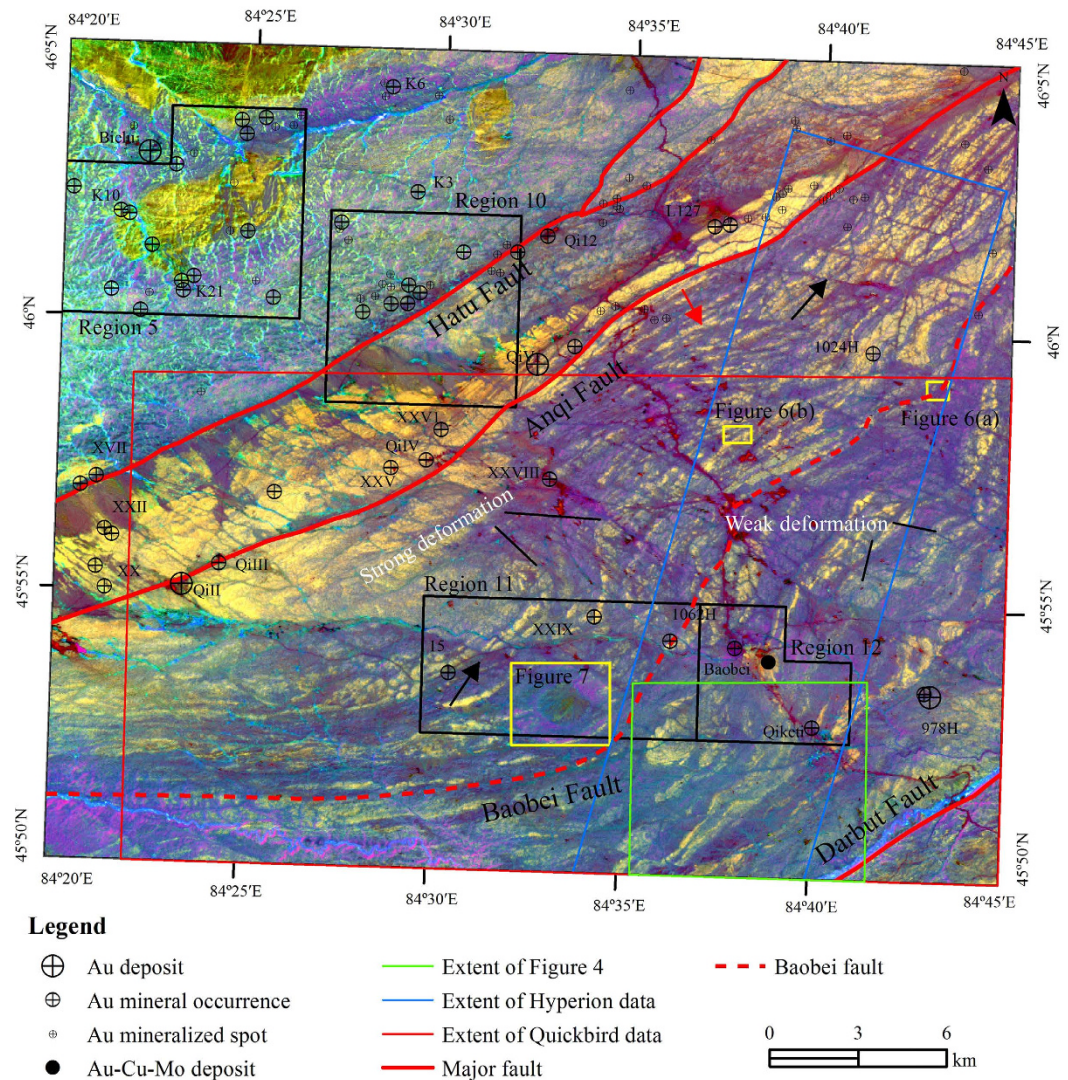 84°20'E
84°25'E
84°30'E
84°35'E
84°40'E
84°45'E
46°5'N
46°5'N
N
K6
Bieluu
K3
K10
Region 10
L127
Qi12
K21
Region 5
Hatu Fault
46°N
46°N
1024H
QiV
Anqi Fault
Figure 6(b)
Figure 6(a)
XXVI
QiIV
XXV
XVII
XXVIII
XXII
Strong deformation
Weak deformation
QiIII
XX
QiII
Region 11
45°55'N
45°55'N
XXIX
1062H
Region 12
15
Baobei
Figure 7
978H
Qiketi
Baobei Fault
Darbut Fault
45°50'N
45°50'N
84°20'E
84°25'E
84°30'E
84°35'E
84°40'E
84°45'E
Legend
Au deposit
Au mineral occurrence
Au mineralized spot
Au-Cu-Mo deposit
Extent of Figure 4
Extent of Hyperion data
Extent of Quickbird data
Major fault
Baobei fault
0 3 6
km